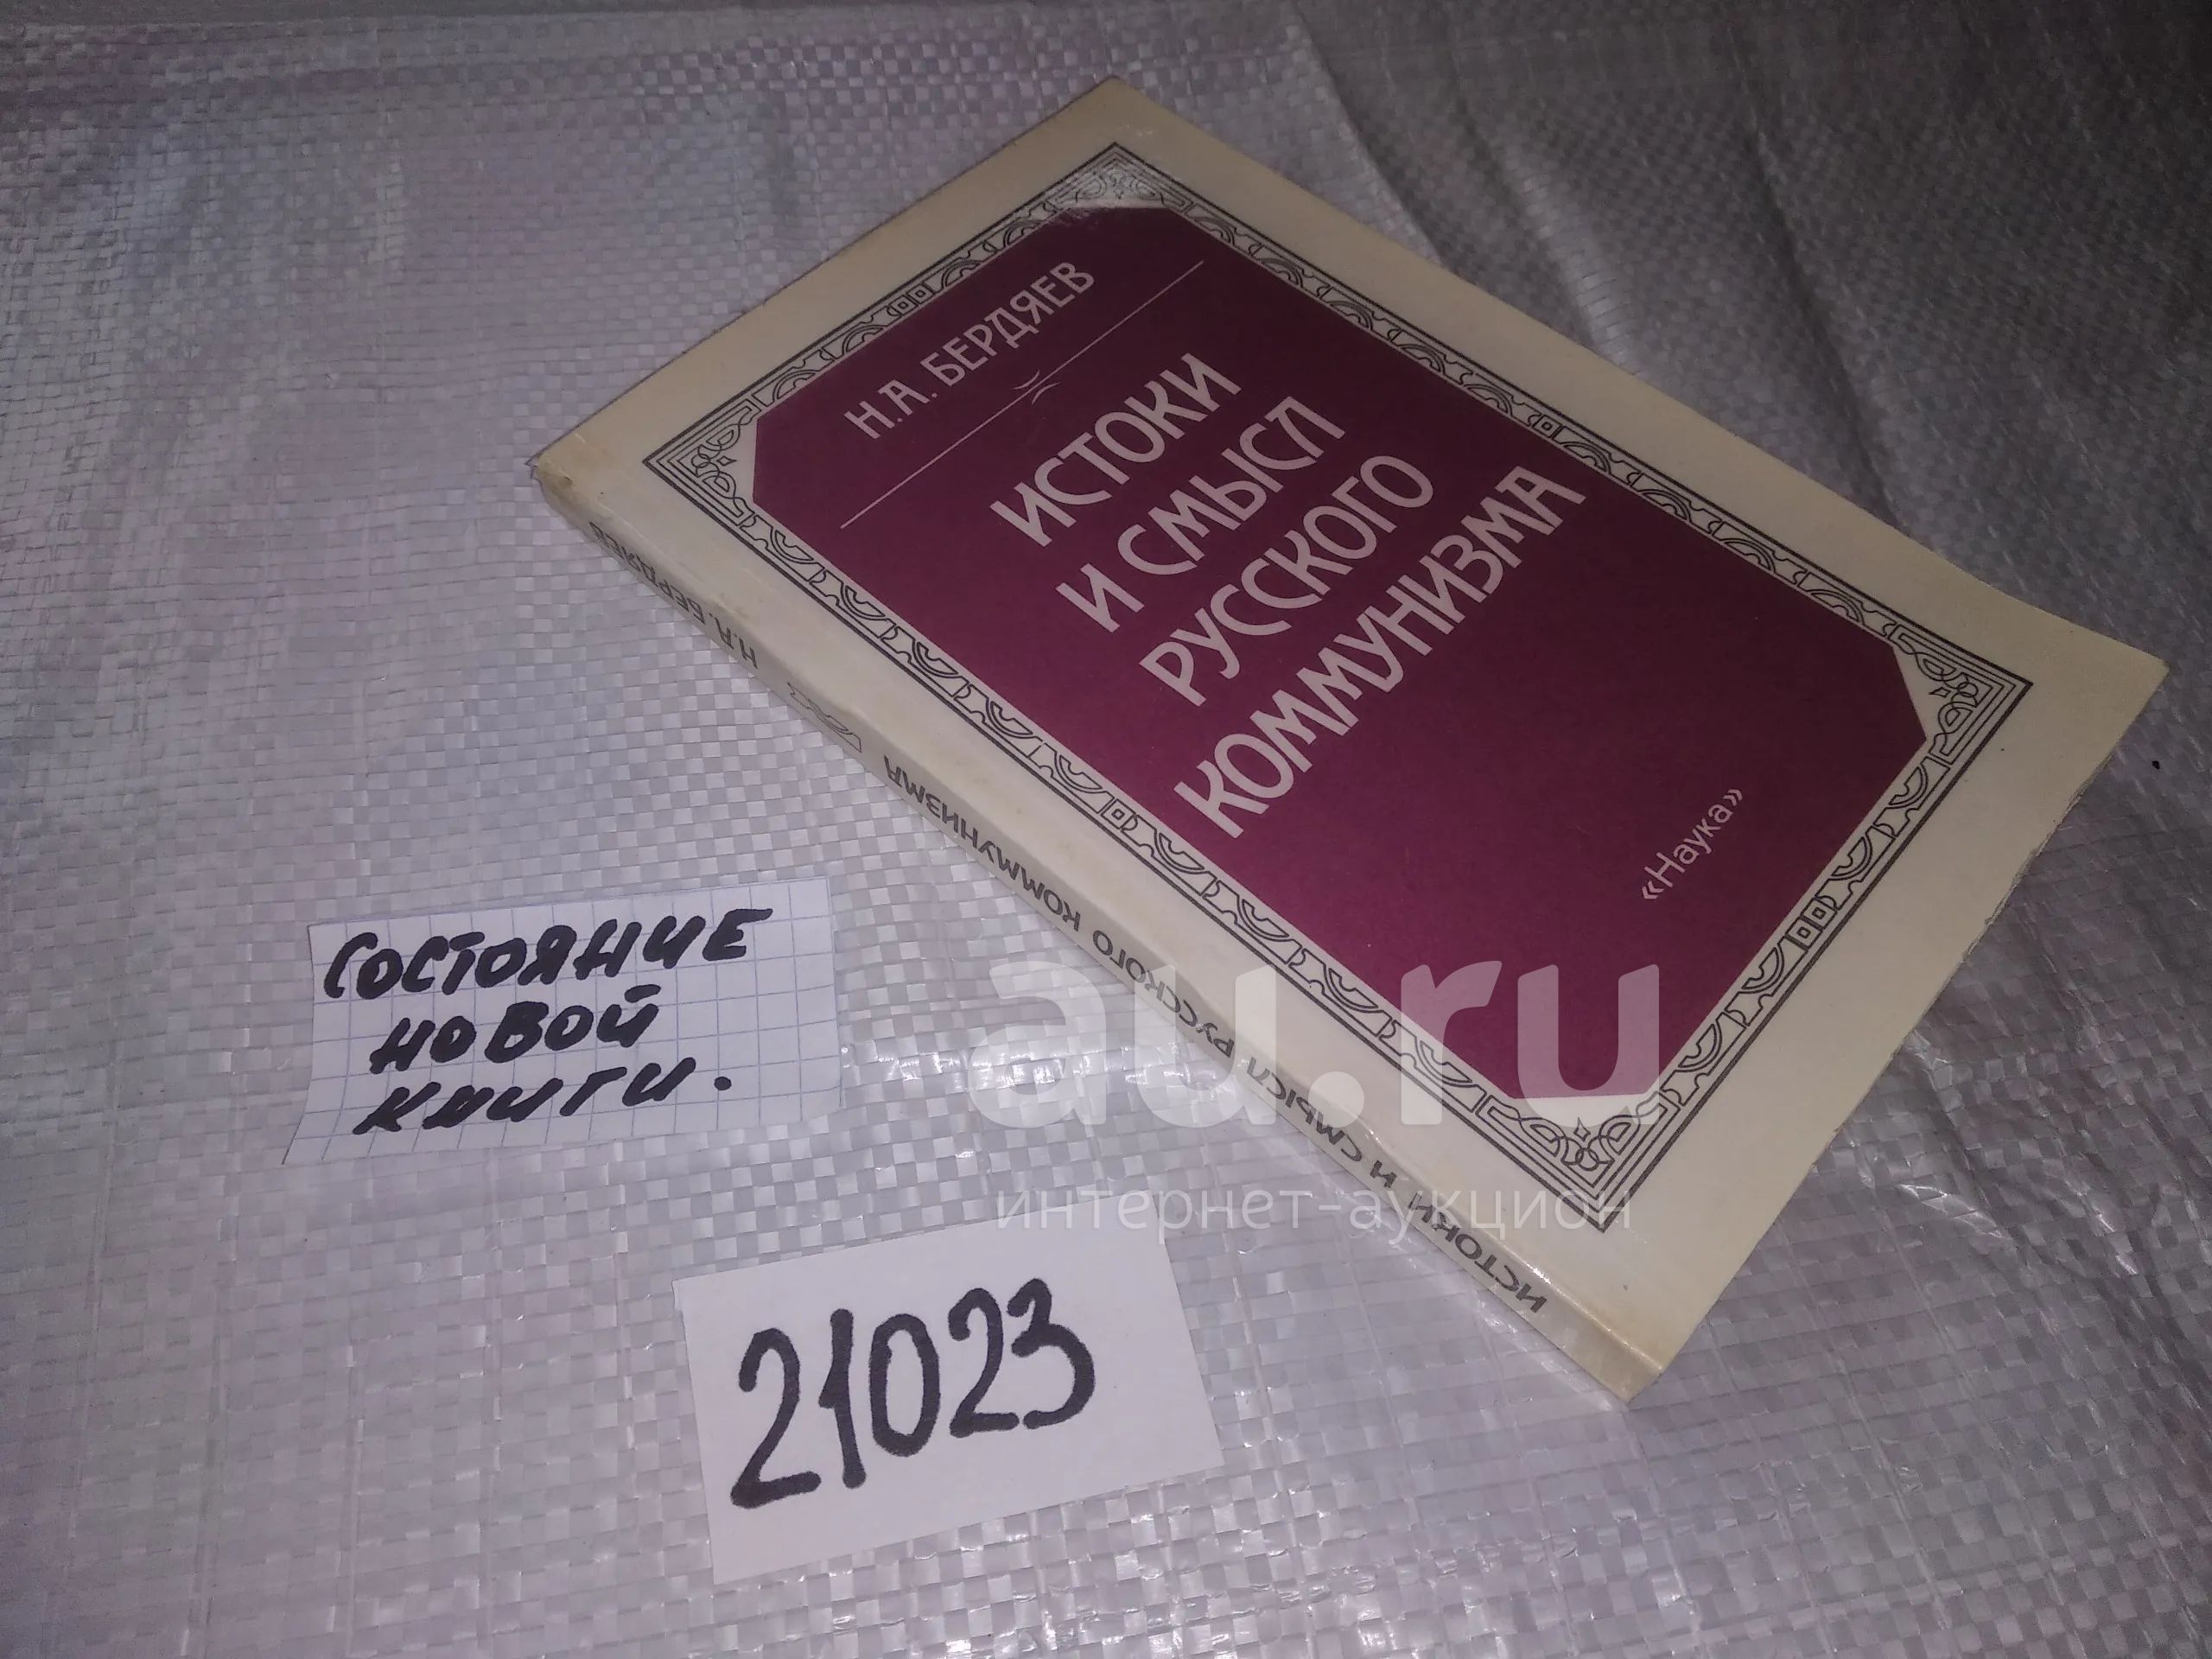 Н.А. БЕРДЯЕВ
ИСТОКИ
И СМЫСЛ
РУССКОГО
КОММУНИЗМА
«Наука»
Н.А. БЕРДЯЕВ ИСТОКИ И СМЫСЛ РУССКОГО КОММУНИЗМА
СОСТОЯНИЕ
НОВОЙ
КНИГИ.
21023
au.ru
интернет-аукцион